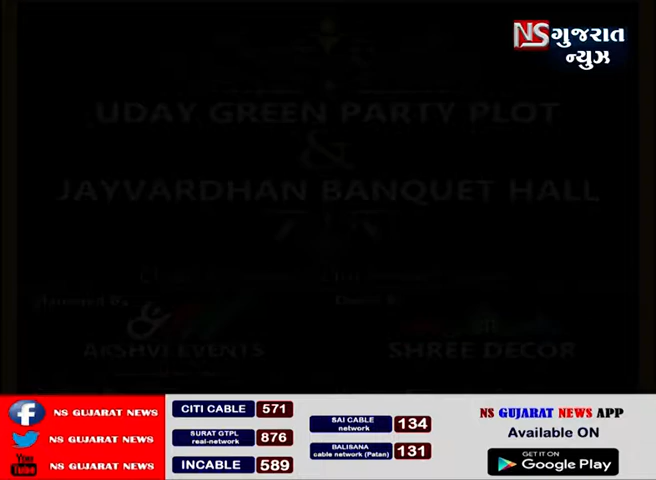 NS ગુજરાત
ન્યુઝ
UDAY GREEN PARTY PLOT
&
JAYVARDHAN BANQUET HALL
AKSHVI EVENTS
SHREE DECOR
NS GUJARAT NEWS
NS GUJARAT NEWS
You Tube NS GUJARAT NEWS
CITI CABLE 571
SURAT GTPL real-network 876
INCABLE 589
SAI CABLE network 134
BALISANA cable network (Patan) 131
NS GUJARAT NEWS APP
Available ON
GET IT ON
Google Play